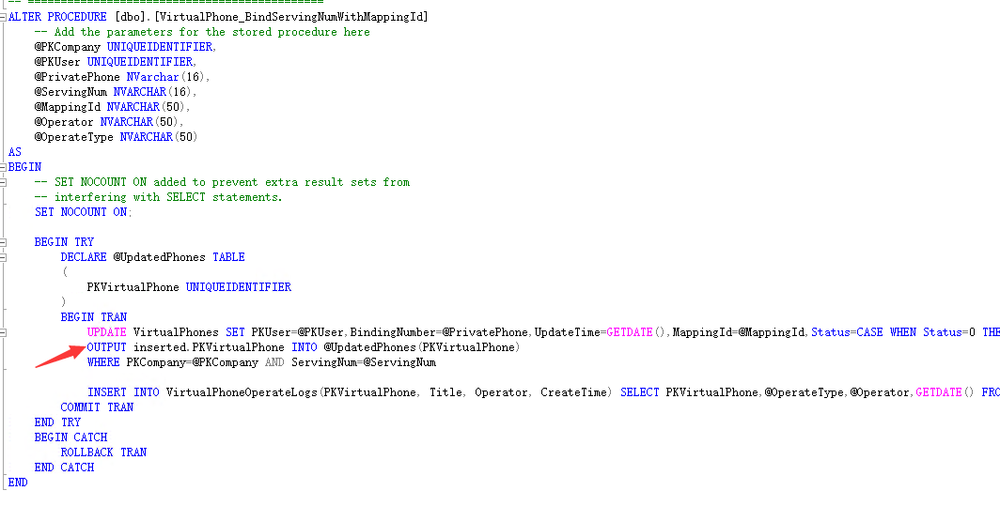 -- =============================================
ALTER PROCEDURE [dbo].[VirtualPhone_BindServingNumWithMappingId]
-- Add the parameters for the stored procedure here
@PKCompany UNIQUEIDENTIFIER,
@PKUser UNIQUEIDENTIFIER,
@PrivatePhone NVarchar(16),
@ServingNum NVARCHAR(16),
@MappingId NVARCHAR(50),
@Operator NVARCHAR(50),
@OperateType NVARCHAR(50)
AS
BEGIN
-- SET NOCOUNT ON added to prevent extra result sets from
-- interfering with SELECT statements.
SET NOCOUNT ON;
BEGIN TRY
DECLARE @UpdatedPhones TABLE
(
PKVirtualPhone UNIQUEIDENTIFIER
)
BEGIN TRAN
UPDATE VirtualPhones SET PKUser=@PKUser,BindingNumber=@PrivatePhone,UpdateTime=GETDATE(),MappingId=@MappingId,Status=CASE WHEN Status=0 THE
OUTPUT inserted.PKVirtualPhone INTO @UpdatedPhones(PKVirtualPhone)
WHERE PKCompany=@PKCompany AND ServingNum=@ServingNum
INSERT INTO VirtualPhoneOperateLogs(PKVirtualPhone, Title, Operator, CreateTime) SELECT PKVirtualPhone,@OperateType,@Operator,GETDATE() FRO
COMMIT TRAN
END TRY
BEGIN CATCH
ROLLBACK TRAN
END CATCH
END